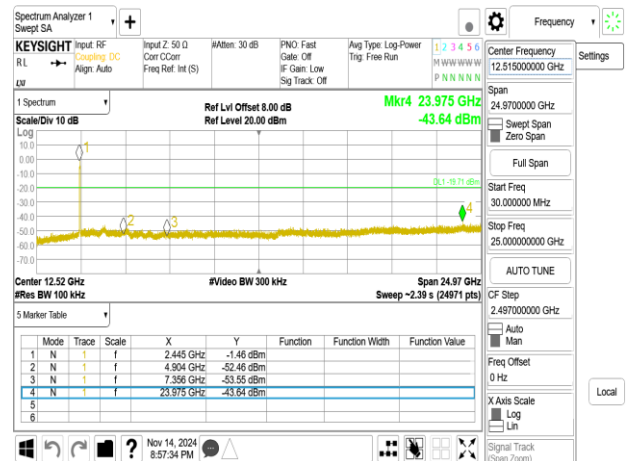 Spectrum Analyzer 1
Swept SA
Frequency
KEYSIGHT
RL
LXI
Input: RF
Coupling: DC
Align: Auto
Input Z: 50 Ω
Corr CCorr
Freq Ref: Int (S)
#Atten: 30 dB
PNO: Fast
Gate: Off
IF Gain: Low
Sig Track: Off
Avg Type: Log-Power
Trig: Free Run
1 2 3 4 5 6
M W W W W W
P N N N N N
1 Spectrum
Scale/Div 10 dB
Ref Lvl Offset 8.00 dB
Ref Level 20.00 dBm
Mkr4 23.975 GHz
-43.64 dBm
Log
10.0
0.00
-10.0
-20.0
-30.0
-40.0
-50.0
-60.0
-70.0
1
2
3
4
DL1 -19.71 dBm
Center 12.52 GHz
#Video BW 300 kHz
Span 24.97 GHz
#Res BW 100 kHz
Sweep ~2.39 s (24971 pts)
5 Marker Table
Mode Trace Scale X Y Function Function Width Function Value
1 N 1 f 2.445 GHz -1.46 dBm
2 N 1 f 4.904 GHz -52.46 dBm
3 N 1 f 7.356 GHz -53.55 dBm
4 N 1 f 23.975 GHz -43.64 dBm
5
6
?
Nov 14, 2024
8:57:34 PM
Center Frequency
12.515000000 GHz
Span
24.9700000 GHz
Swept Span
Zero Span
Full Span
Start Freq
30.000000 MHz
Stop Freq
25.000000000 GHz
AUTO TUNE
CF Step
2.497000000 GHz
Auto
Man
Freq Offset
0 Hz
X Axis Scale
Log
Lin
Signal Track
(Span Zoom)
Settings
Local